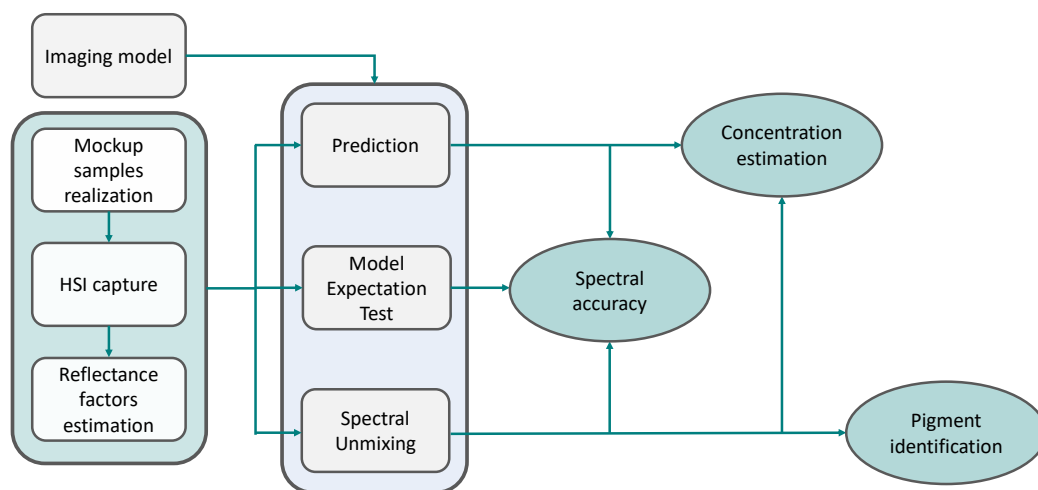 Imaging model
Mockup
samples
realization
HSI capture
Reflectance
factors
estimation
Prediction
Model
Expectation
Test
Spectral
Unmixing
Concentration
estimation
Spectral
accuracy
Pigment
identification